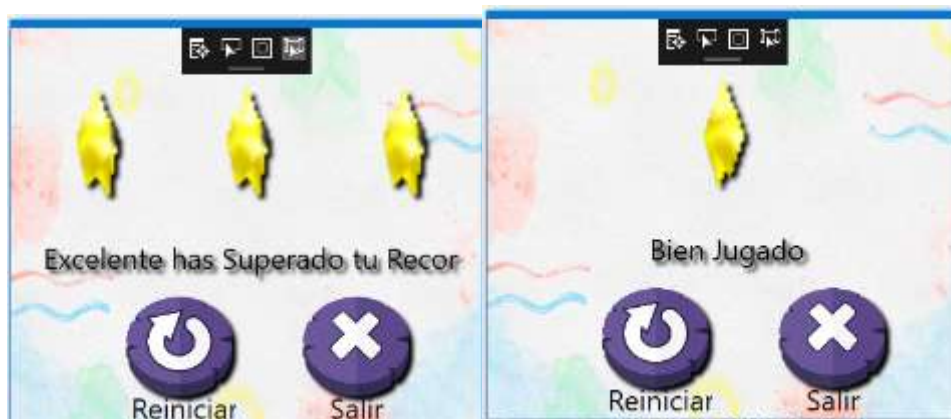 Excelente has Superado tu Recor
Reiniciar
Salir
Bien Jugado
Reiniciar
Salir